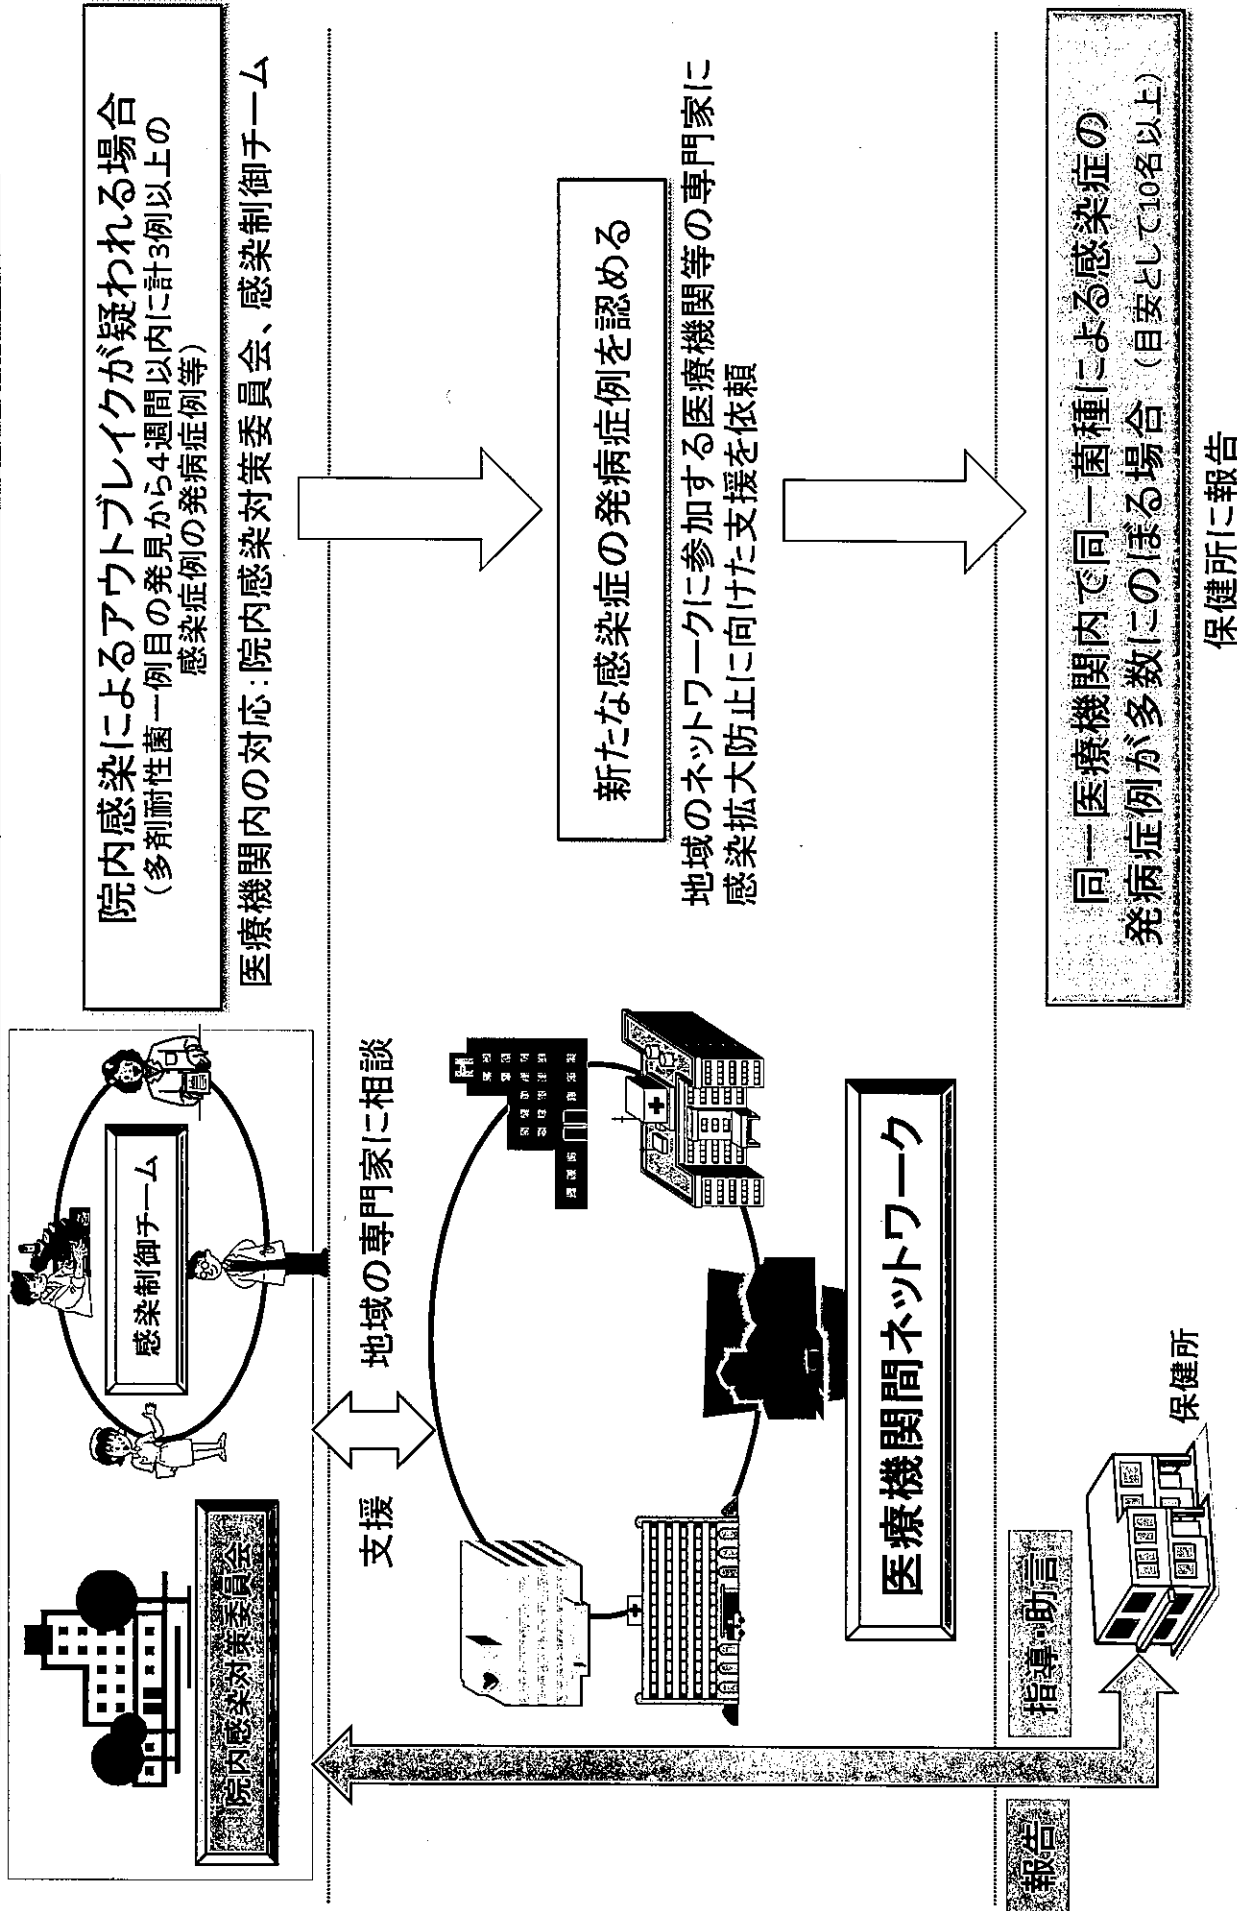 院内感染対策委員会
感染制御チーム
院内感染によるアウトブレイクが疑われる場合
（多剤耐性菌一例目の発見から4週間以内に計3例以上の
感染症例の発病症例等）
医療機関内の対応：院内感染対策委員会、感染制御チーム
支援
地域の専門家に相談
新たな感染症の発病症例を認める
地域のネットワークに参加する医療機関等の専門家に
感染拡大防止に向けた支援を依頼
医療機関間ネットワーク
報告
指導・助言
保健所
同一医療機関内で同一菌種による感染症の
発病症例が多数にのぼる場合（目安として10名以上）
保健所に報告